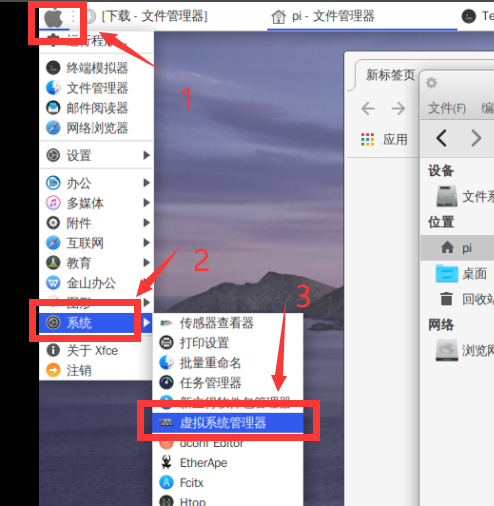 [下载 - 文件管理器]
pi - 文件管理器
Te
1
运行程序
终端模拟器
文件管理器
邮件阅读器
网络浏览器
设置
办公
多媒体
附件
互联网
教育
金山办公
图形
系统
关于 Xfce
注销
2
3
传感器查看器
打印设置
批量重命名
任务管理器
新立得软件包管理器
虚拟系统管理器
dconf Editor
EtherApe
Fcitx
Htop
新标签页
应用
文件(F)
编
设备
文件系
位置
pi
桌面
回收站
网络
浏览网